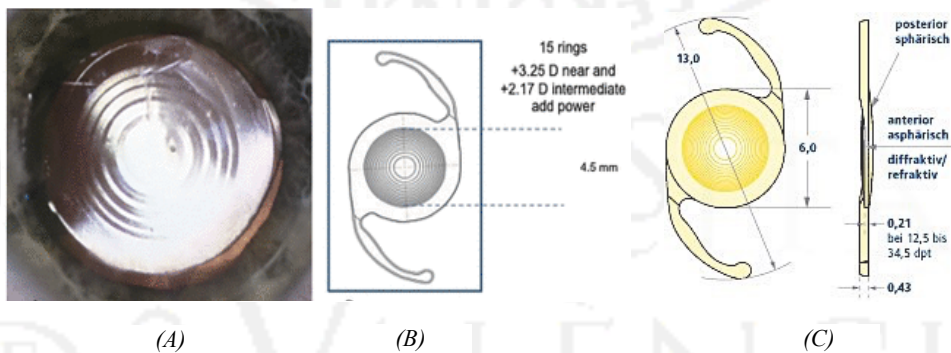 15 rings
+3.25 D near and
+2.17 D intermediate
add power
4.5 mm
13,0
6,0
posterior
sphärisch
anterior
asphärisch
diffraktiv/
refraktiv
0,21
bei 12,5 bis
34,5 dpt
0,43
(A)
(B)
(C)